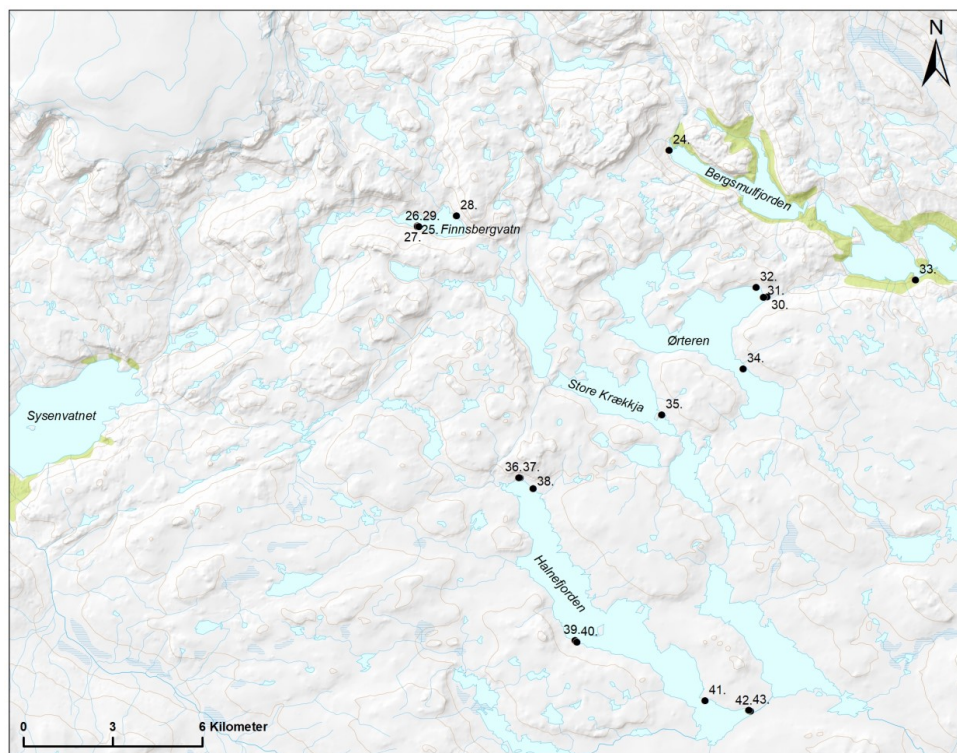 N
24.
Bergsmulfjorden
26.29.
28.
25.
Finnsbergvatn
27.
33.
32.
31.
30.
Ørteren
34.
Store Krækkja
35.
Sysenvatnet
36.37.
38.
Halnefjorden
39.40.
41.
42.43.
0 3 6 Kilometer